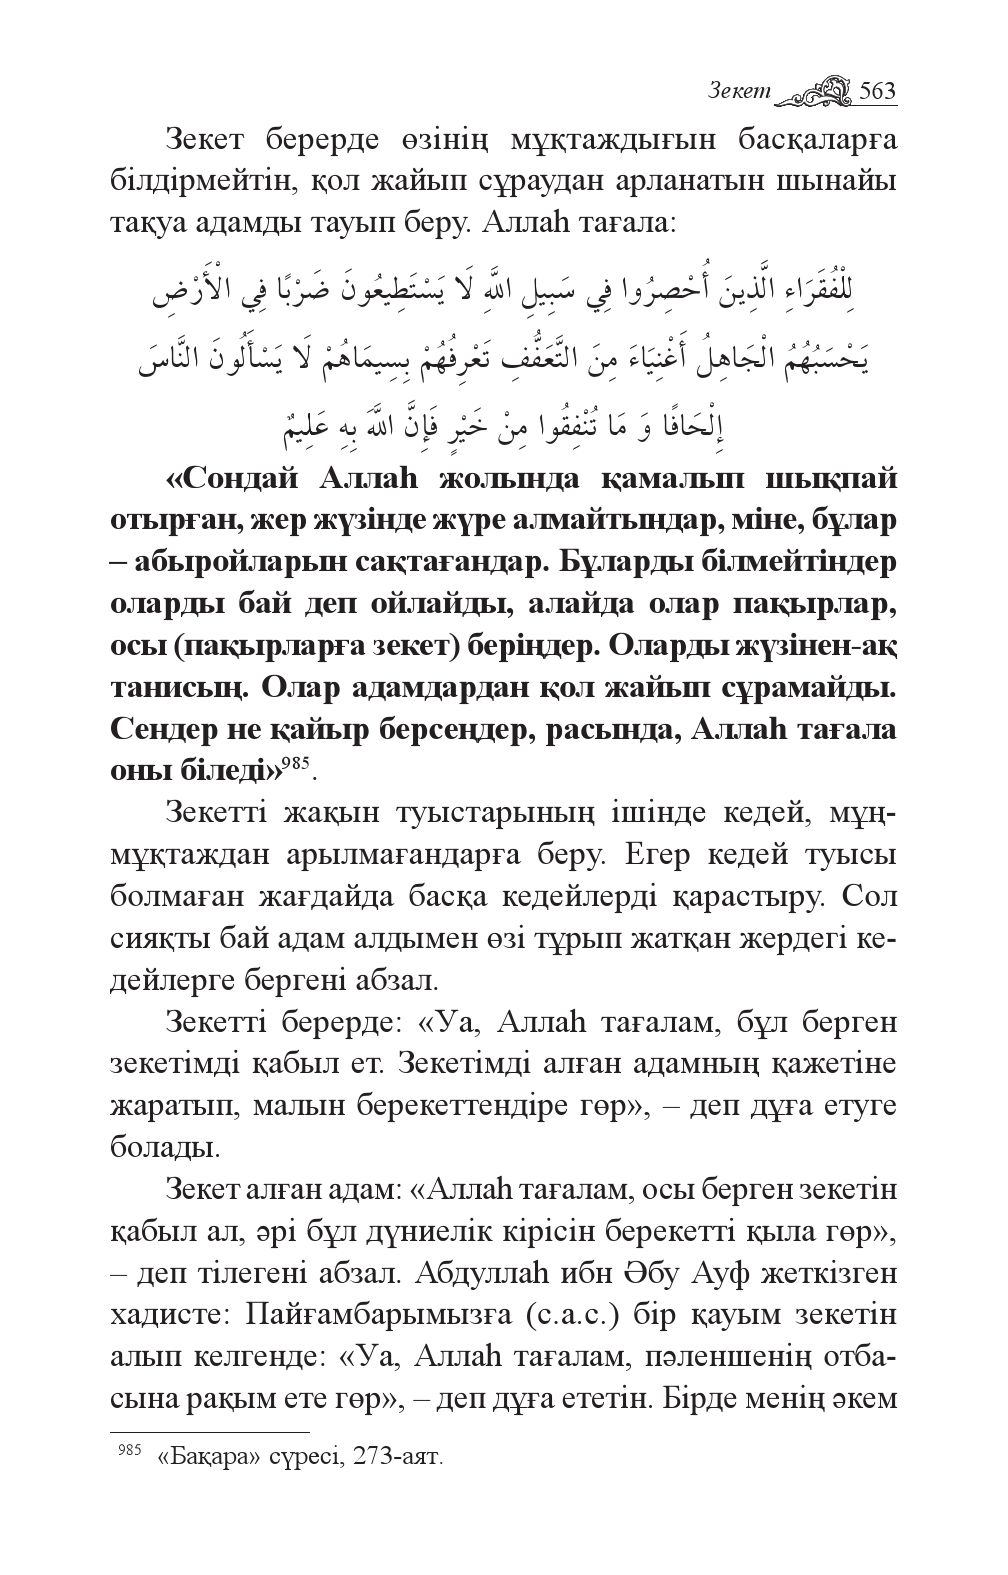 Зекет 563
Зекет берерде өзінің мұқтаждығын басқаларға
білдірмейтін, қол жайып сұраудан арланатын шынайы
тақуа адамды тауып беру. Аллаһ тағала:
لِلْفُقَرَاءِ الَّذِينَ أُحْصِرُوا فِي سَبِيلِ اللَّهِ لَا يَسْتَطِيعُونَ ضَرْبًا فِي الْأَرْضِ
يَحْسَبُهُمُ الْجَاهِلُ أَغْنِيَاءَ مِنَ التَّعَفُّفِ تَعْرِفُهُمْ بِسِيمَاهُمْ لَا يَسْأَلُونَ النَّاسَ
إِلْحَافًا وَ مَا تُنْفِقُوا مِنْ خَيْرٍ فَإِنَّ اللَّهَ بِهِ عَلِيمٌ
«Сондай Аллаһ жолында қамалып шықпай
отырған, жер жүзінде жүре алмайтындар, міне, бұлар
– абыройларын сақтағандар. Бұларды білмейтіндер
оларды бай деп ойлайды, алайда олар пақырлар,
осы (пақырларға зекет) беріңдер. Оларды жүзінен-ақ
танисың. Олар адамдардан қол жайып сұрамайды.
Сендер не қайыр берсеңдер, расында, Аллаһ тағала
оны біледі»985.
Зекетті жақын туыстарының ішінде кедей, мұң-
мұқтаждан арылмағандарға беру. Егер кедей туысы
болмаған жағдайда басқа кедейлерді қарастыру. Сол
сияқты бай адам алдымен өзі тұрып жатқан жердегі ке-
дейлерге бергені абзал.
Зекетті берерде: «Уа, Аллаһ тағалам, бұл берген
зекетімді қабыл ет. Зекетімді алған адамның қажетіне
жаратып, малын берекеттендіре гөр», – деп дұға етуге
болады.
Зекет алған адам: «Аллаһ тағалам, осы берген зекетін
қабыл ал, әрі бұл дүниелік кірісін берекетті қыла гөр»,
– деп тілегені абзал. Абдуллаһ ибн Әбу Ауф жеткізген
хадисте: Пайғамбарымызға (с.а.с.) бір қауым зекетін
алып келгенде: «Уа, Аллаһ тағалам, пәленшенің отба-
сына рақым ете гөр», – деп дұға ететін. Бірде менің әкем
985 «Бақара» сүресі, 273-аят.